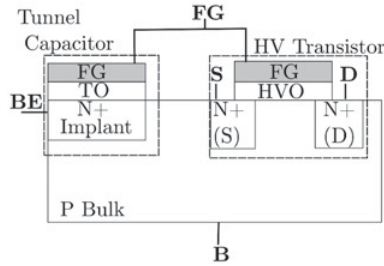 FG
Tunnel
Capacitor
HV Transistor
FG
TO
BE
N+
Implant
S
FG
D
HVO
N+
(S)
N+
(D)
P Bulk
B